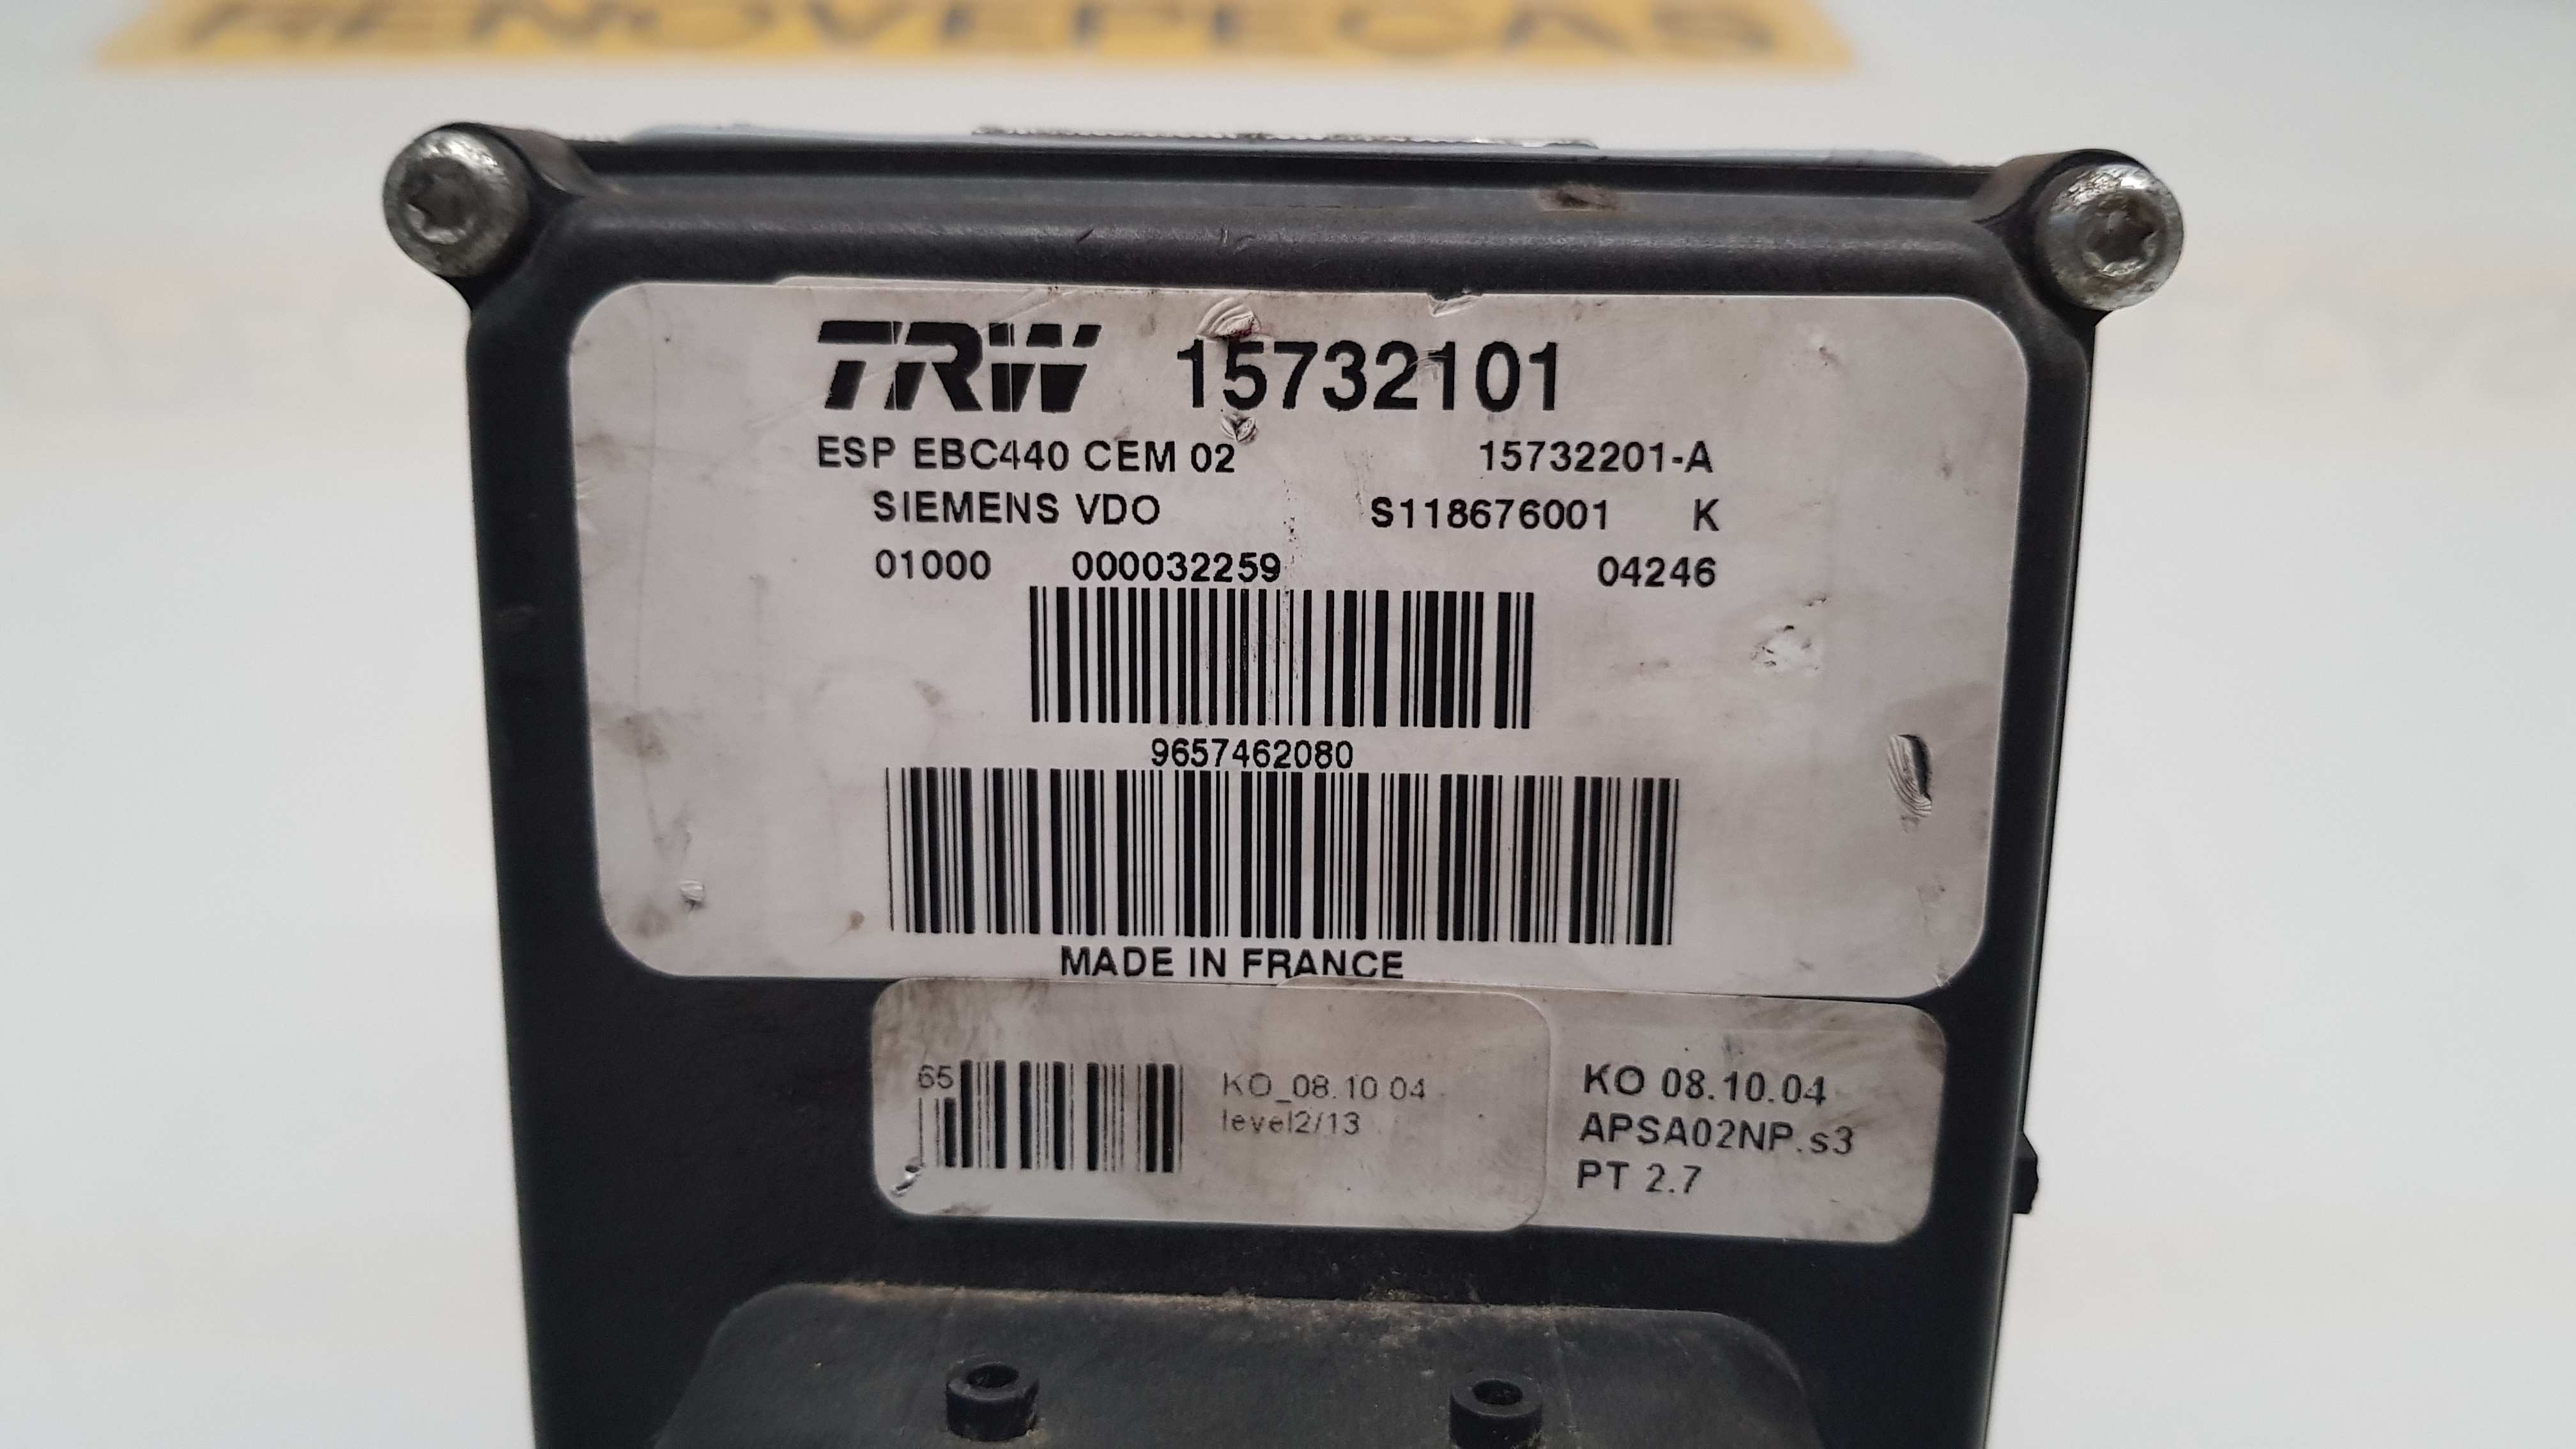 RENOVEPECAS
TRW 15732101
ESP EBC440 CEM 02 15732201-A
SIEMENS VDO S118676001 K
01000 000032259 04246
9657462080
MADE IN FRANCE
65 KO_08.10 04
level2/13
KO 08.10.04
APSA02NP.s3
PT 2.7